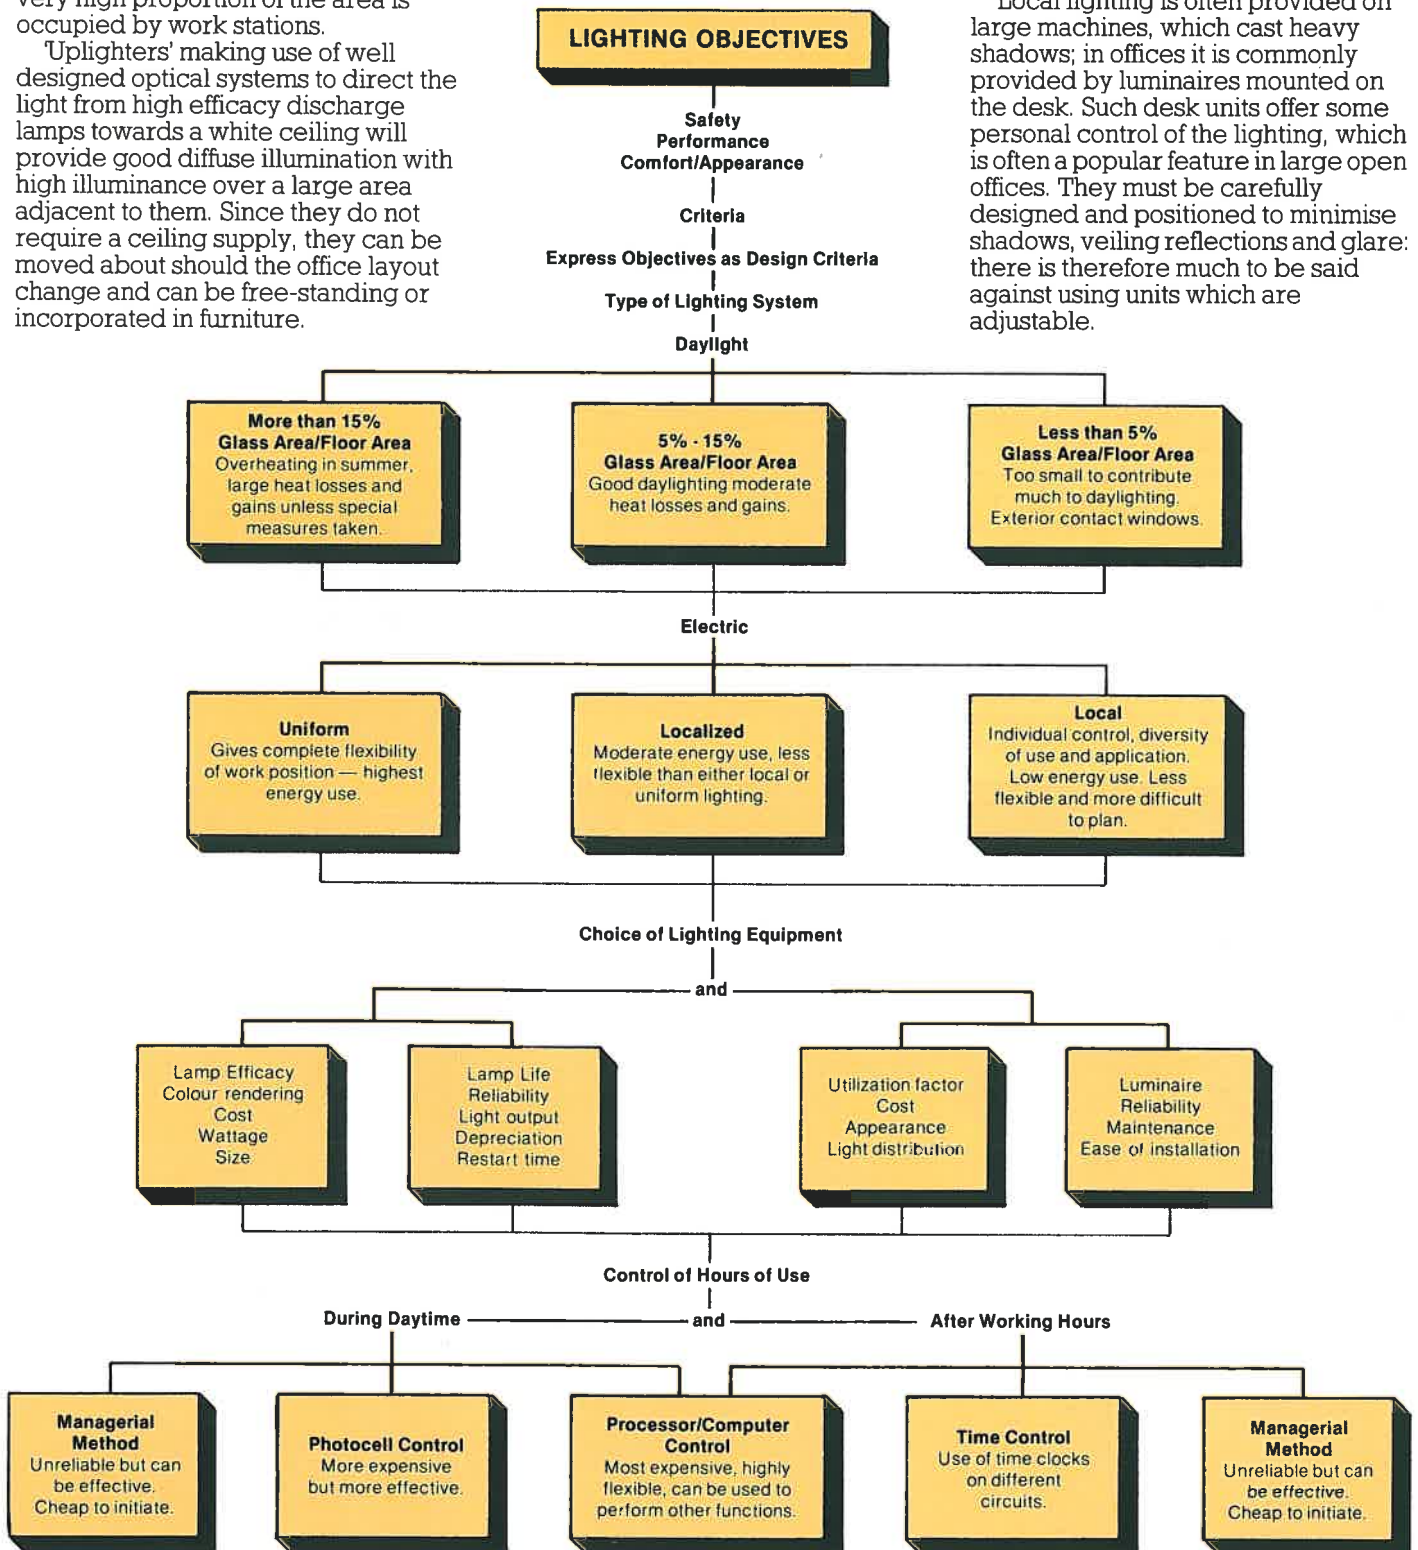 very high proportion of the area is
occupied by work stations.
'Uplighters' making use of well
designed optical systems to direct the
light from high efficacy discharge
lamps towards a white ceiling will
provide good diffuse illumination with
high illuminance over a large area
adjacent to them. Since they do not
require a ceiling supply, they can be
moved about should the office layout
change and can be free-standing or
incorporated in furniture.
Local lighting is often provided on
large machines, which cast heavy
shadows; in offices it is commonly
provided by luminaires mounted on
the desk. Such desk units offer some
personal control of the lighting, which
is often a popular feature in large open
offices. They must be carefully
designed and positioned to minimise
shadows, veiling reflections and glare:
there is therefore much to be said
against using units which are
adjustable.
LIGHTING OBJECTIVES
Safety
Performance
Comfort/Appearance
Criteria
Express Objectives as Design Criteria
Type of Lighting System
Daylight
More than 15%
Glass Area/Floor Area
Overheating in summer,
large heat losses and
gains unless special
measures taken.
5% - 15%
Glass Area/Floor Area
Good daylighting moderate
heat losses and gains.
Less than 5%
Glass Area/Floor Area
Too small to contribute
much to daylighting.
Exterior contact windows.
Electric
Uniform
Gives complete flexibility
of work position — highest
energy use.
Localized
Moderate energy use, less
flexible than either local or
uniform lighting.
Local
Individual control, diversity
of use and application.
Low energy use. Less
flexible and more difficult
to plan.
Choice of Lighting Equipment
and
Lamp Efficacy
Colour rendering
Cost
Wattage
Size
Lamp Life
Reliability
Light output
Depreciation
Restart time
Utilization factor
Cost
Appearance
Light distribution
Luminaire
Reliability
Maintenance
Ease of installation
Control of Hours of Use
During Daytime and After Working Hours
Managerial
Method
Unreliable but can
be effective.
Cheap to initiate.
Photocell Control
More expensive
but more effective.
Processor/Computer
Control
Most expensive, highly
flexible, can be used to
perform other functions.
Time Control
Use of time clocks
on different
circuits.
Managerial
Method
Unreliable but can
be effective.
Cheap to initiate.